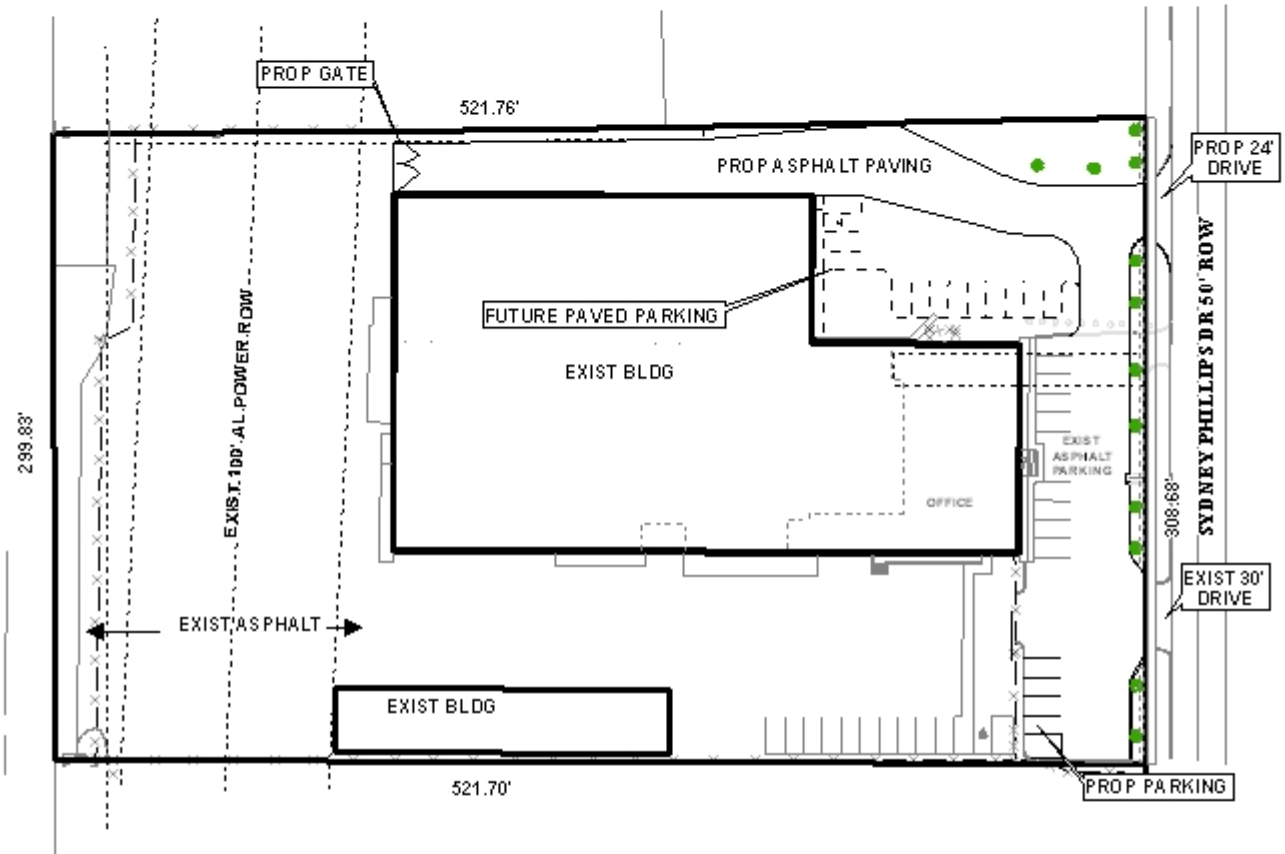 PROP GATE
521.76'
PROP 24'
DRIVE
PROP ASPHALT PAVING
SYDNEY PHILLIPS DR 50' ROW
FUTURE PAVED PARKING
EXIST 100' AL POWER ROW
EXIST BLDG
299.83'
EXIST
ASPHALT
PARKING
OFFICE
308.68'
EXIST 30'
DRIVE
EXIST ASPHALT
EXIST BLDG
521.70'
PROP PARKING